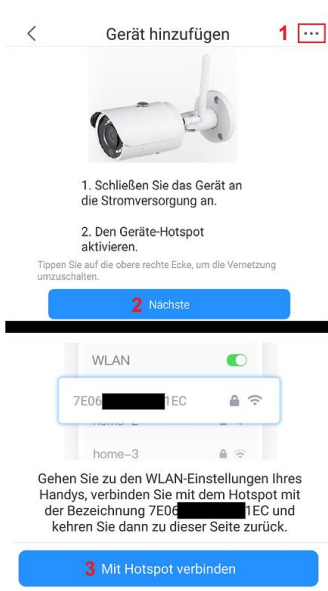 Gerät hinzufügen 1 ...
1. Schließen Sie das Gerät an
die Stromversorgung an.
2. Den Geräte-Hotspot
aktivieren.
Tippen Sie auf die obere rechte Ecke, um die Vernetzung
umzuschalten.
2 Nächste
WLAN
7E06 1EC
home-2
home-3
Gehen Sie zu den WLAN-Einstellungen Ihres
Handys, verbinden Sie mit dem Hotspot mit
der Bezeichnung 7E06 1EC und
kehren Sie dann zu dieser Seite zurück.
3 Mit Hotspot verbinden